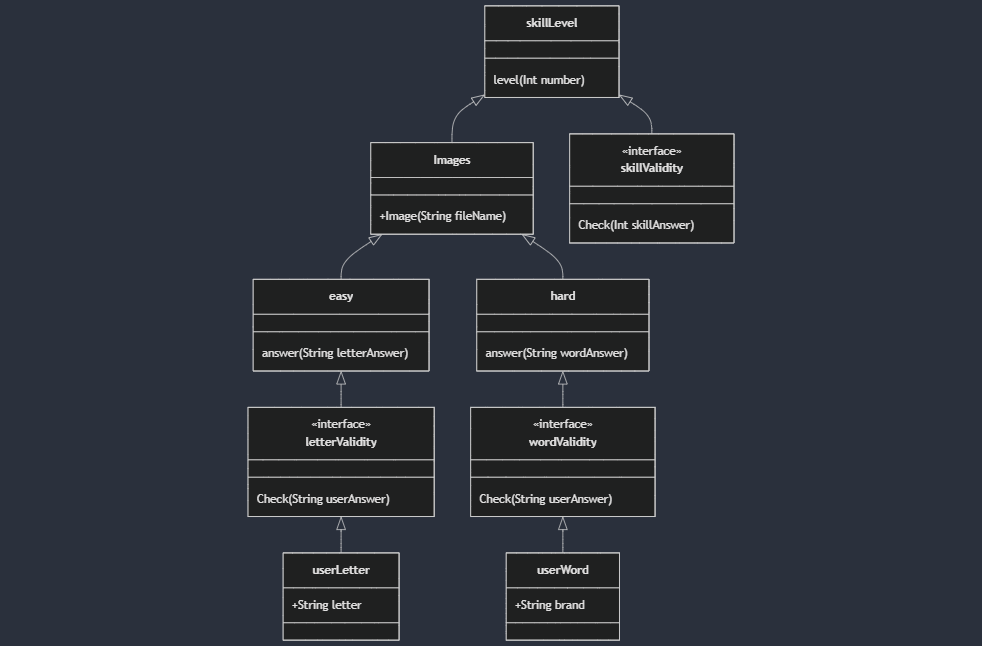 skillLevel
level(Int number)
Images
+Image(String fileName)
«interface»
skillValidity
Check(Int skillAnswer)
easy
answer(String letterAnswer)
hard
answer(String wordAnswer)
«interface»
letterValidity
Check(String userAnswer)
«interface»
wordValidity
Check(String userAnswer)
userLetter
+String letter
userWord
+String brand